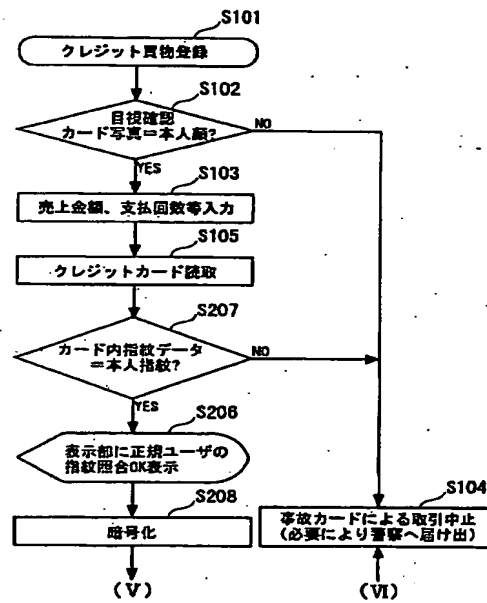 S101
クレジット買物登録
S102
目視確認
カード写真＝本人顔?
NO
YES
S103
売上金額、支払回数等入力
S105
クレジットカード読取
S207
カード内指紋データ
＝本人指紋?
NO
YES
S206
表示部に正規ユーザの
指紋照合OK表示
S208
暗号化
S104
事故カードによる取引中止
(必要により警察へ届け出)
(Ⅴ)
(Ⅵ)